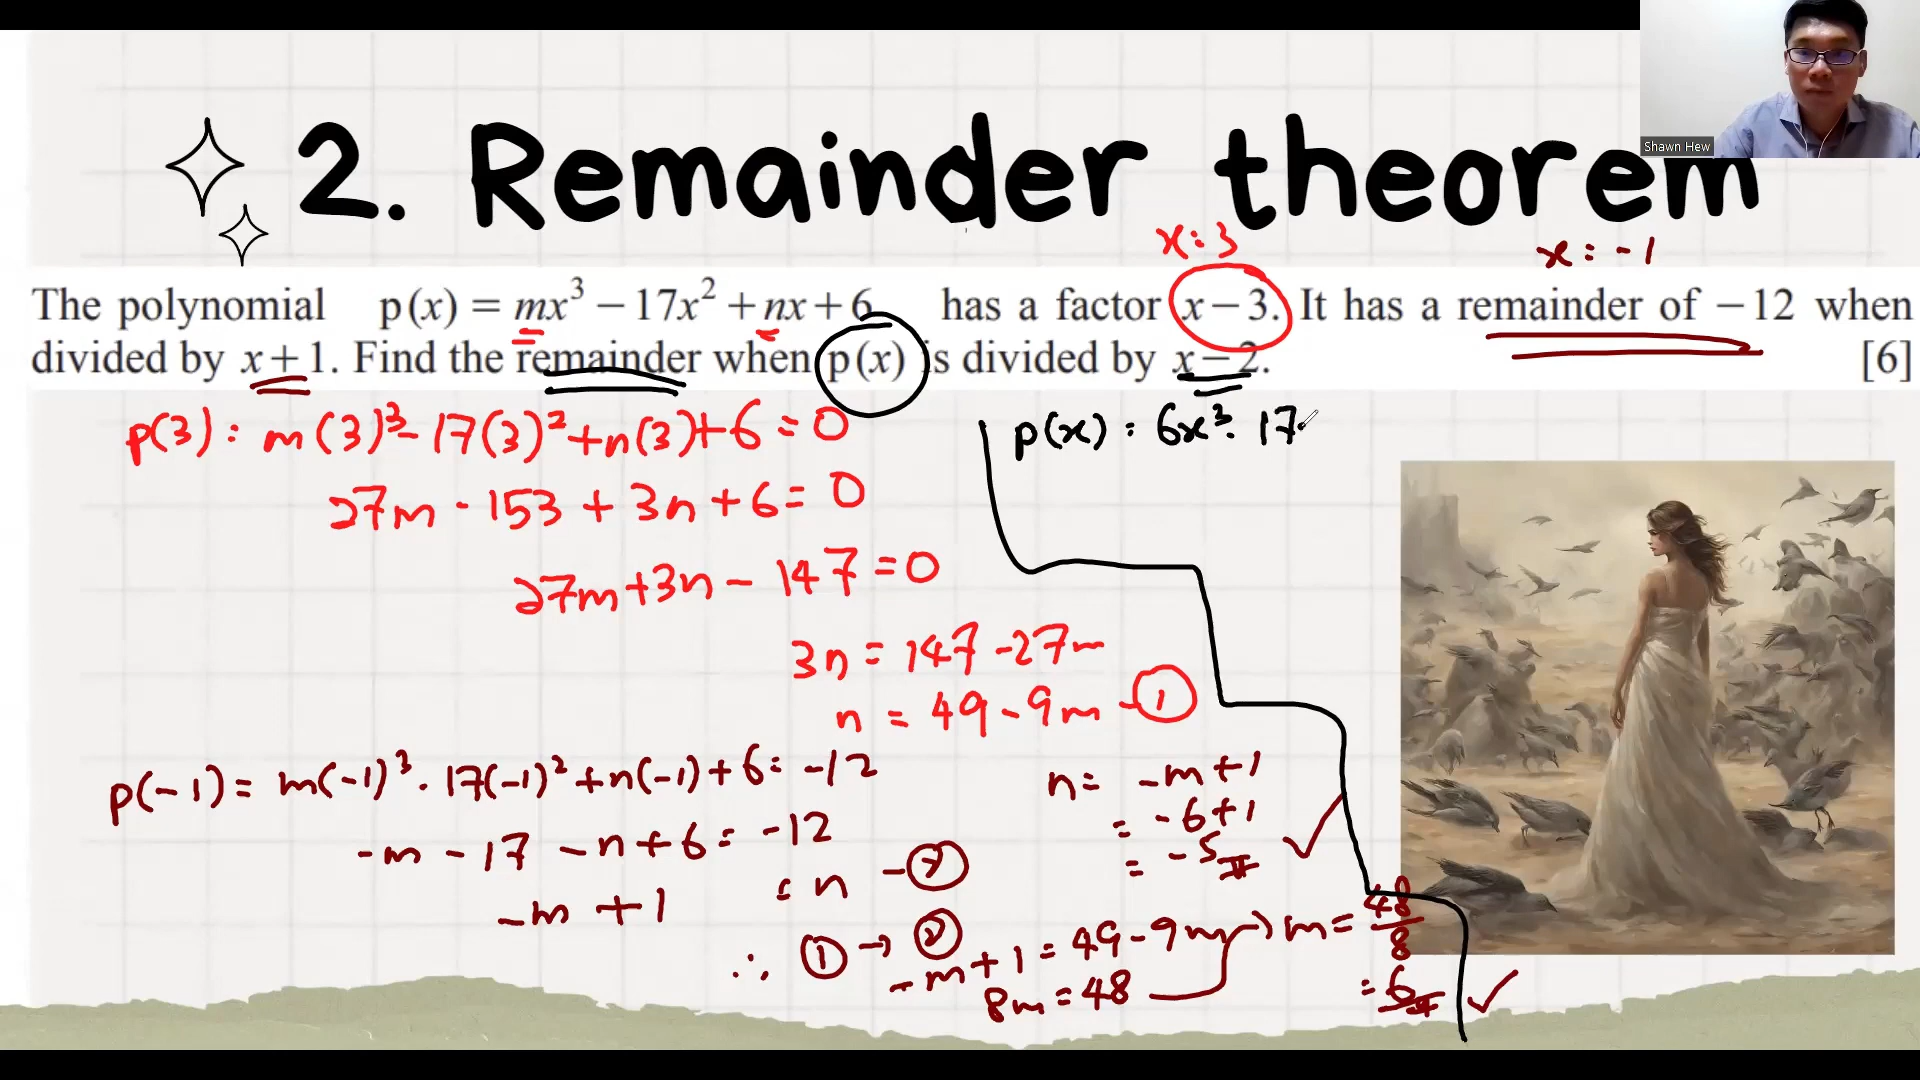 Shawn Hew
2. Remainder theorem
x = 3
x = -1
The polynomial p(x) = mx³ − 17x² + nx + 6 has a factor x − 3. It has a remainder of −12 when
divided by x + 1. Find the remainder when p(x) is divided by x − 2. [6]
p(3) = m(3)³ - 17(3)² + n(3) + 6 = 0
27m - 153 + 3n + 6 = 0
27m + 3n - 147 = 0
3n = 147 - 27m
n = 49 - 9m - ①
p(-1) = m(-1)³ - 17(-1)² + n(-1) + 6 = -12
-m - 17 - n + 6 = -12
-m + 1 = n - ②
∴ ① → ②
-m + 1 = 49 - 9m → m = 48/8
8m = 48
= 6
n = -m + 1
= -6 + 1
= -5
p(x) = 6x³ - 17